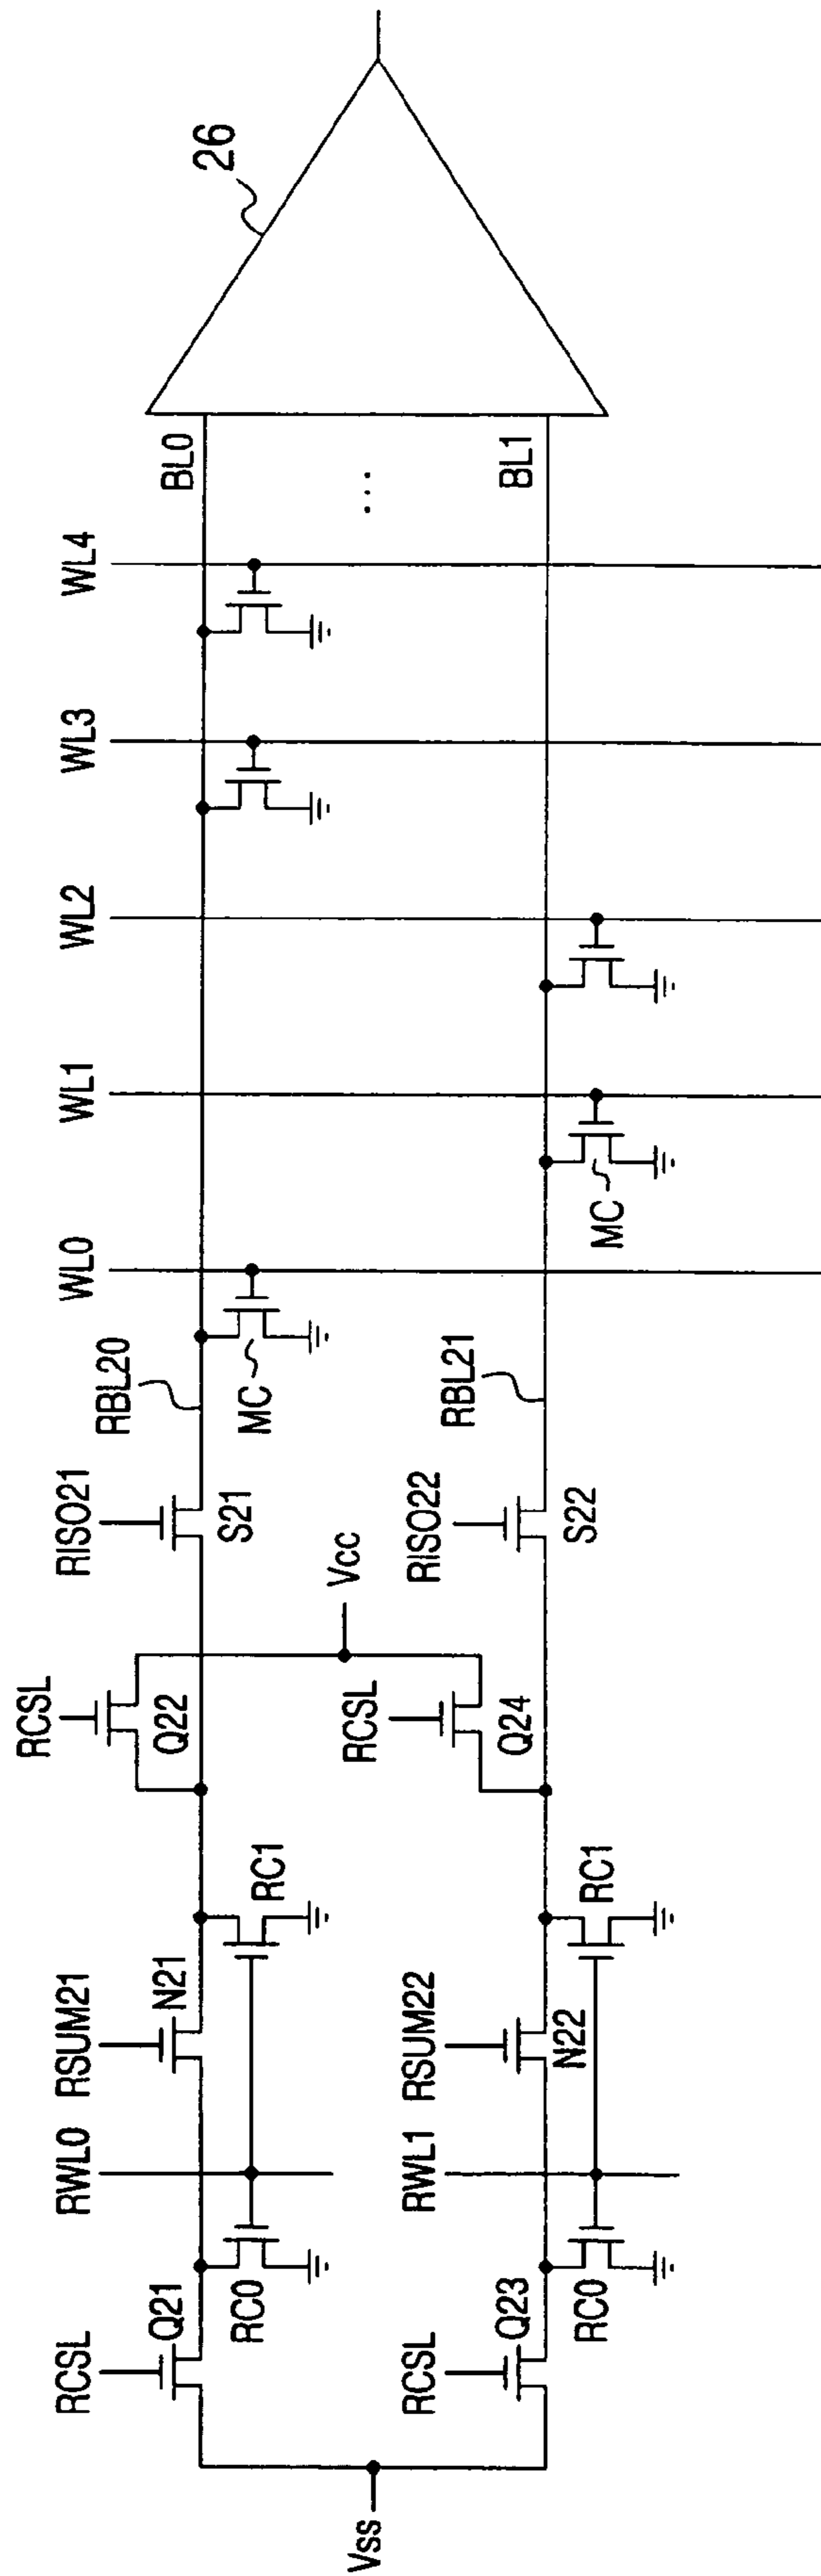 26
BL0
BL1
...
WL4
WL3
WL2
WL1
WL0
MC
MC
RBL20
RBL21
RISO21
S21
RISO22
S22
Vcc
RCSL
Q22
RCSL
Q24
RC1
RC1
RSUM21
N21
RSUM22
N22
RWL0
RWL1
RC0
RC0
RCSL
Q21
RCSL
Q23
Vss